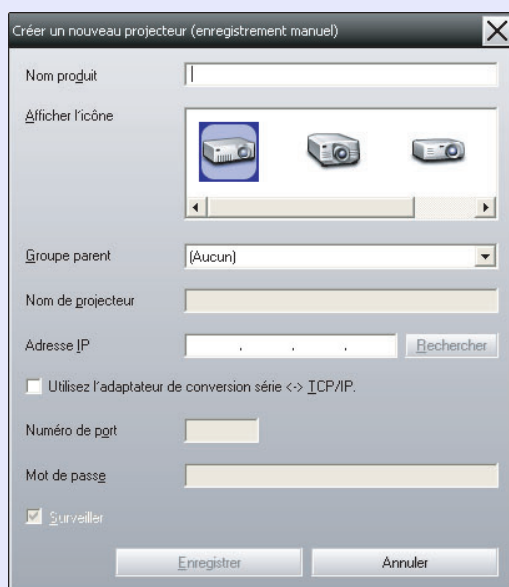 Créer un nouveau projecteur (enregistrement manuel)
Nom produit
Afficher l'icône
Groupe parent (Aucun)
Nom de projecteur
Adresse IP . . . Rechercher
Utilisez l'adaptateur de conversion série <-> TCP/IP.
Numéro de port
Mot de passe
Surveiller
Enregistrer Annuler